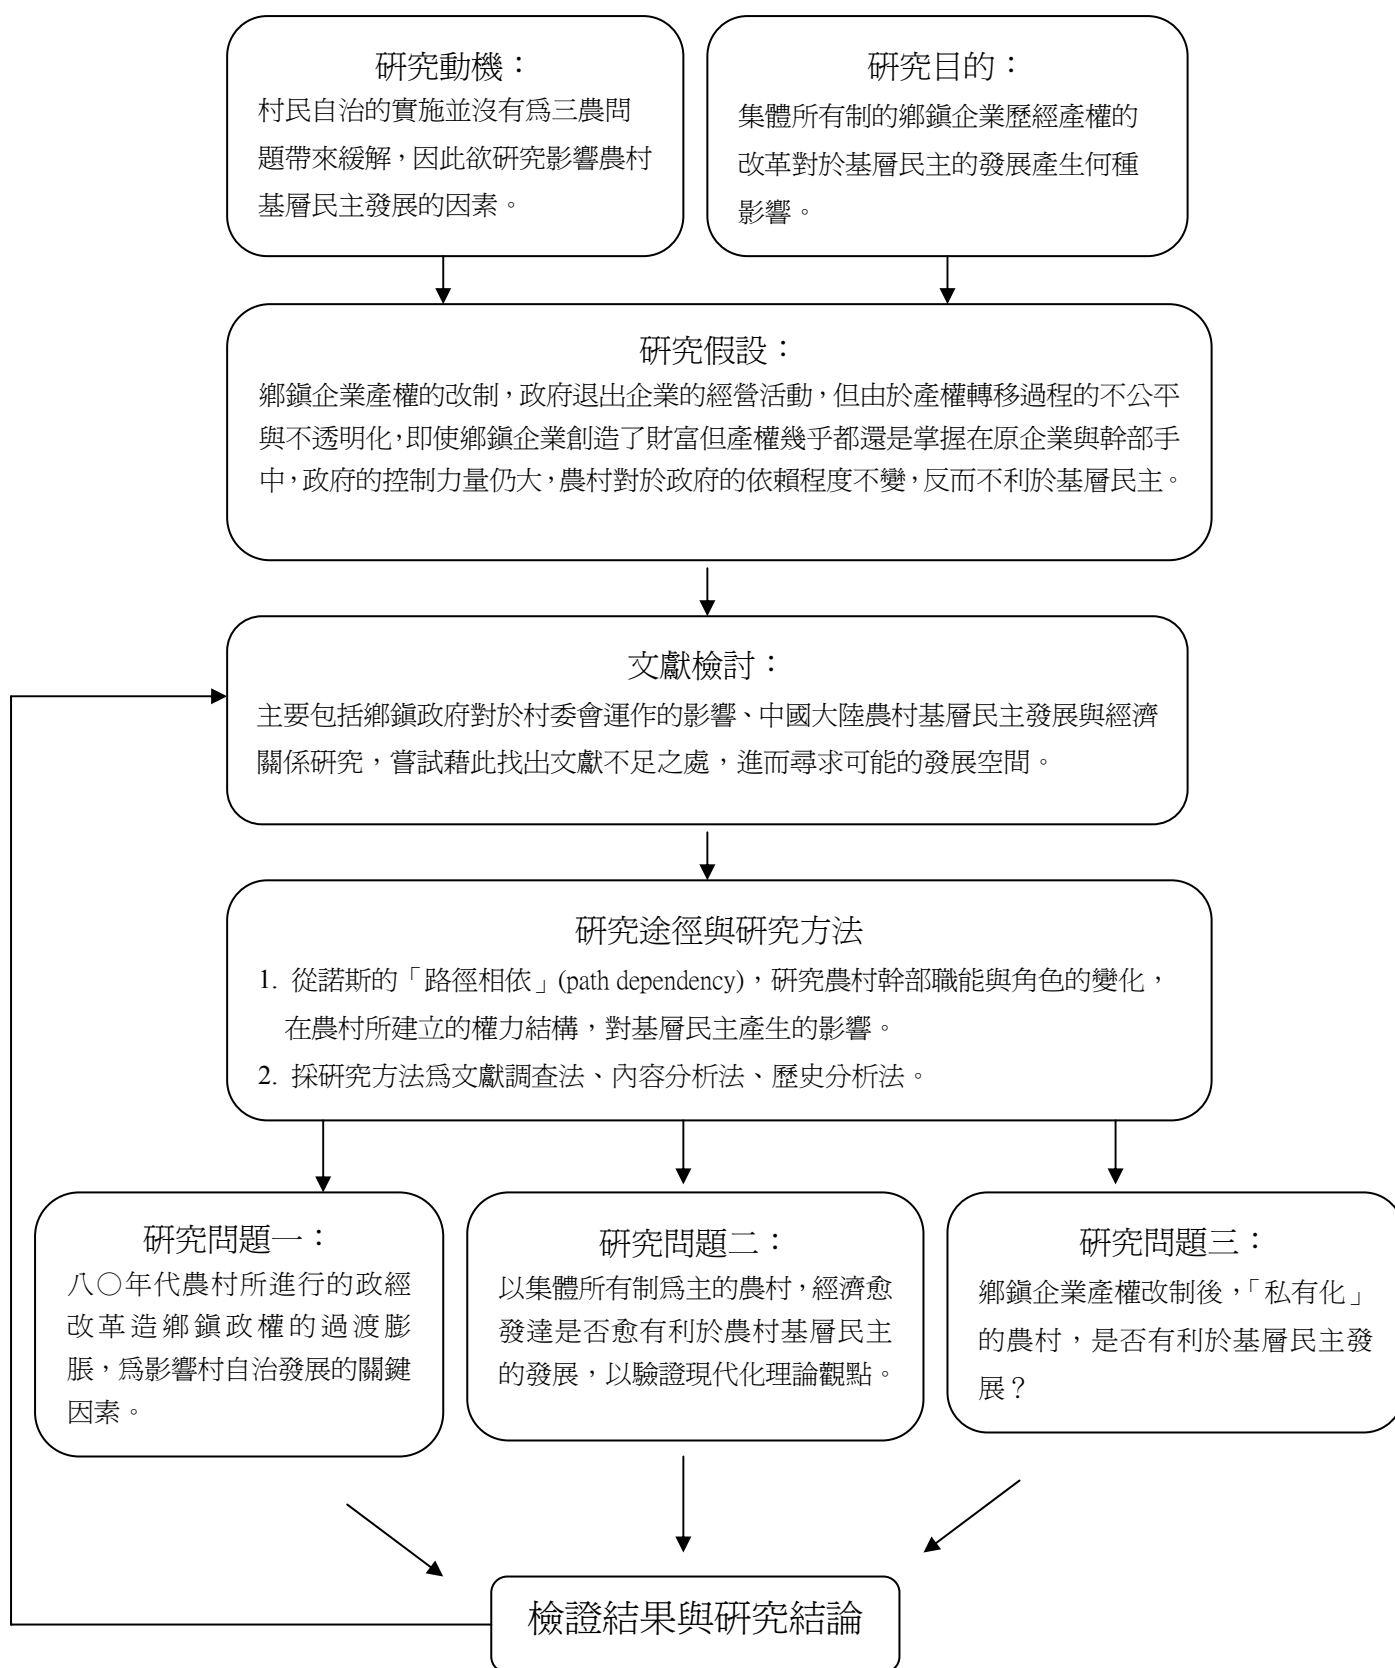 研究動機：
村民自治的實施並沒有為三農問
題帶來緩解，因此欲研究影響農村
基層民主發展的因素。
研究目的：
集體所有制的鄉鎮企業歷經產權的
改革對於基層民主的發展產生何種
影響。
研究假設：
鄉鎮企業產權的改制，政府退出企業的經營活動，但由於產權轉移過程的不公平
與不透明化，即使鄉鎮企業創造了財富但產權幾乎都還是掌握在原企業與幹部手
中，政府的控制力量仍大，農村對於政府的依賴程度不變，反而不利於基層民主。
文獻檢討：
主要包括鄉鎮政府對於村委會運作的影響、中國大陸農村基層民主發展與經濟
關係研究，嘗試藉此找出文獻不足之處，進而尋求可能的發展空間。
研究途徑與研究方法
1. 從諾斯的「路徑相依」(path dependency)，研究農村幹部職能與角色的變化，
在農村所建立的權力結構，對基層民主產生的影響。
2. 採研究方法為文獻調查法、內容分析法、歷史分析法。
研究問題一：
八〇年代農村所進行的政經
改革造鄉鎮政權的過渡膨
脹，為影響村自治發展的關鍵
因素。
研究問題二：
以集體所有制為主的農村，經濟愈
發達是否愈有利於農村基層民主
的發展，以驗證現代化理論觀點。
研究問題三：
鄉鎮企業產權改制後，「私有化」
的農村，是否有利於基層民主發
展？
檢證結果與研究結論